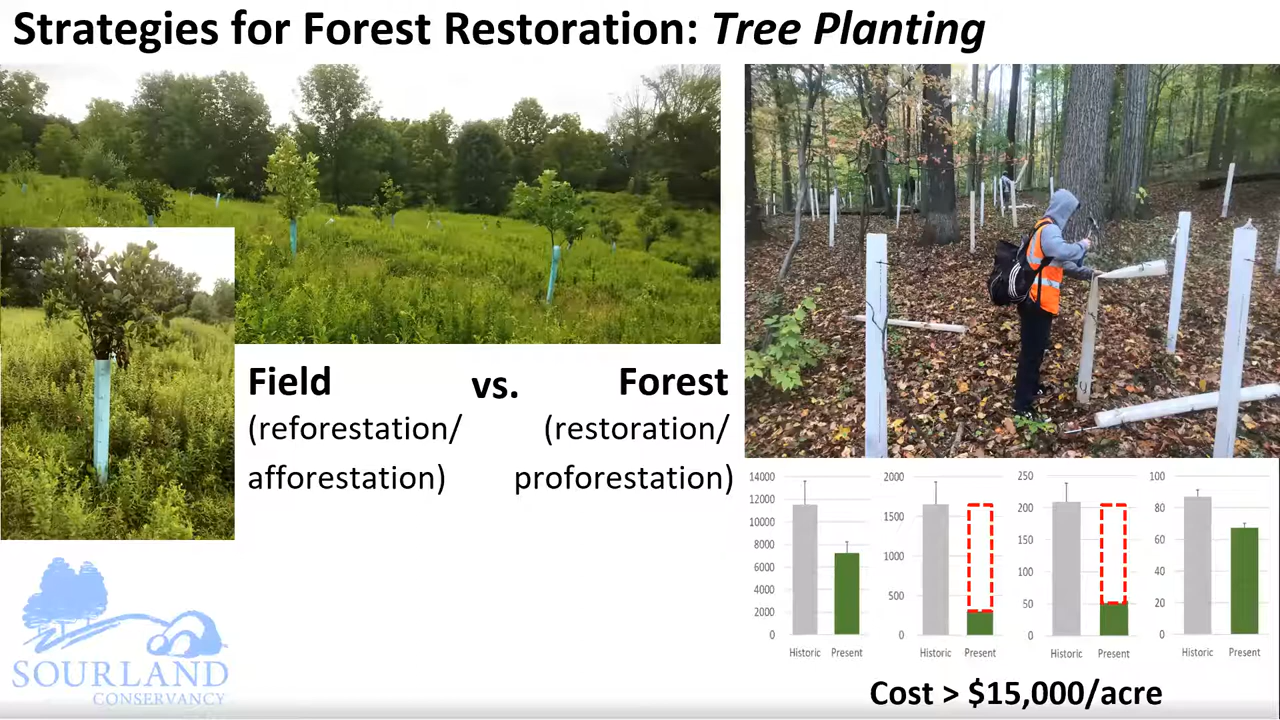 Strategies for Forest Restoration: Tree Planting
Field vs. Forest
(reforestation/ (restoration/
afforestation) proforestation)
14000
12000
10000
8000
6000
4000
2000
0
Historic Present
2000
1500
1000
500
0
Historic Present
250
200
150
100
50
0
Historic Present
100
80
60
40
20
0
Historic Present
Cost > $15,000/acre
SOURLAND
CONSERVANCY